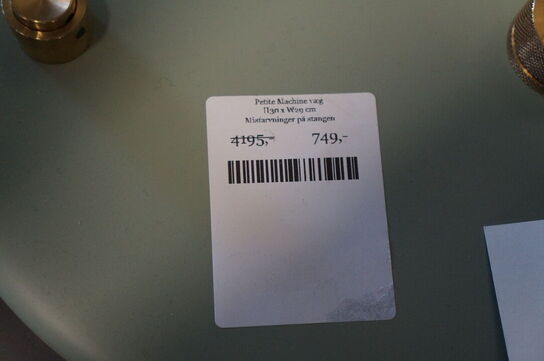 Petite Machine væg
H30 x W29 cm
Misfarvninger på stangen
4195,- 749,-